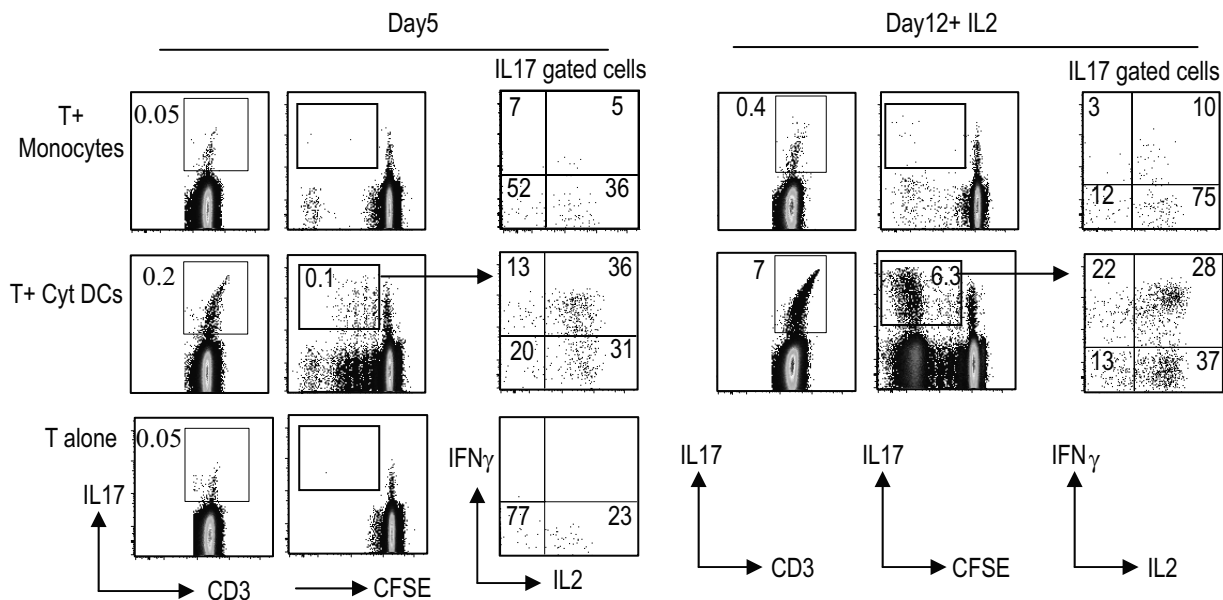 Day5
Day12+ IL2
IL17 gated cells
IL17 gated cells
T+
Monocytes
0.05
7 5
52 36
0.4
3 10
12 75
T+ Cyt DCs
0.2
0.1
13 36
20 31
7
6.3
22 28
13 37
T alone
0.05
77 23
IL17
CD3
CFSE
IFNγ
IL2
IL17
CD3
IL17
CFSE
IFNγ
IL2